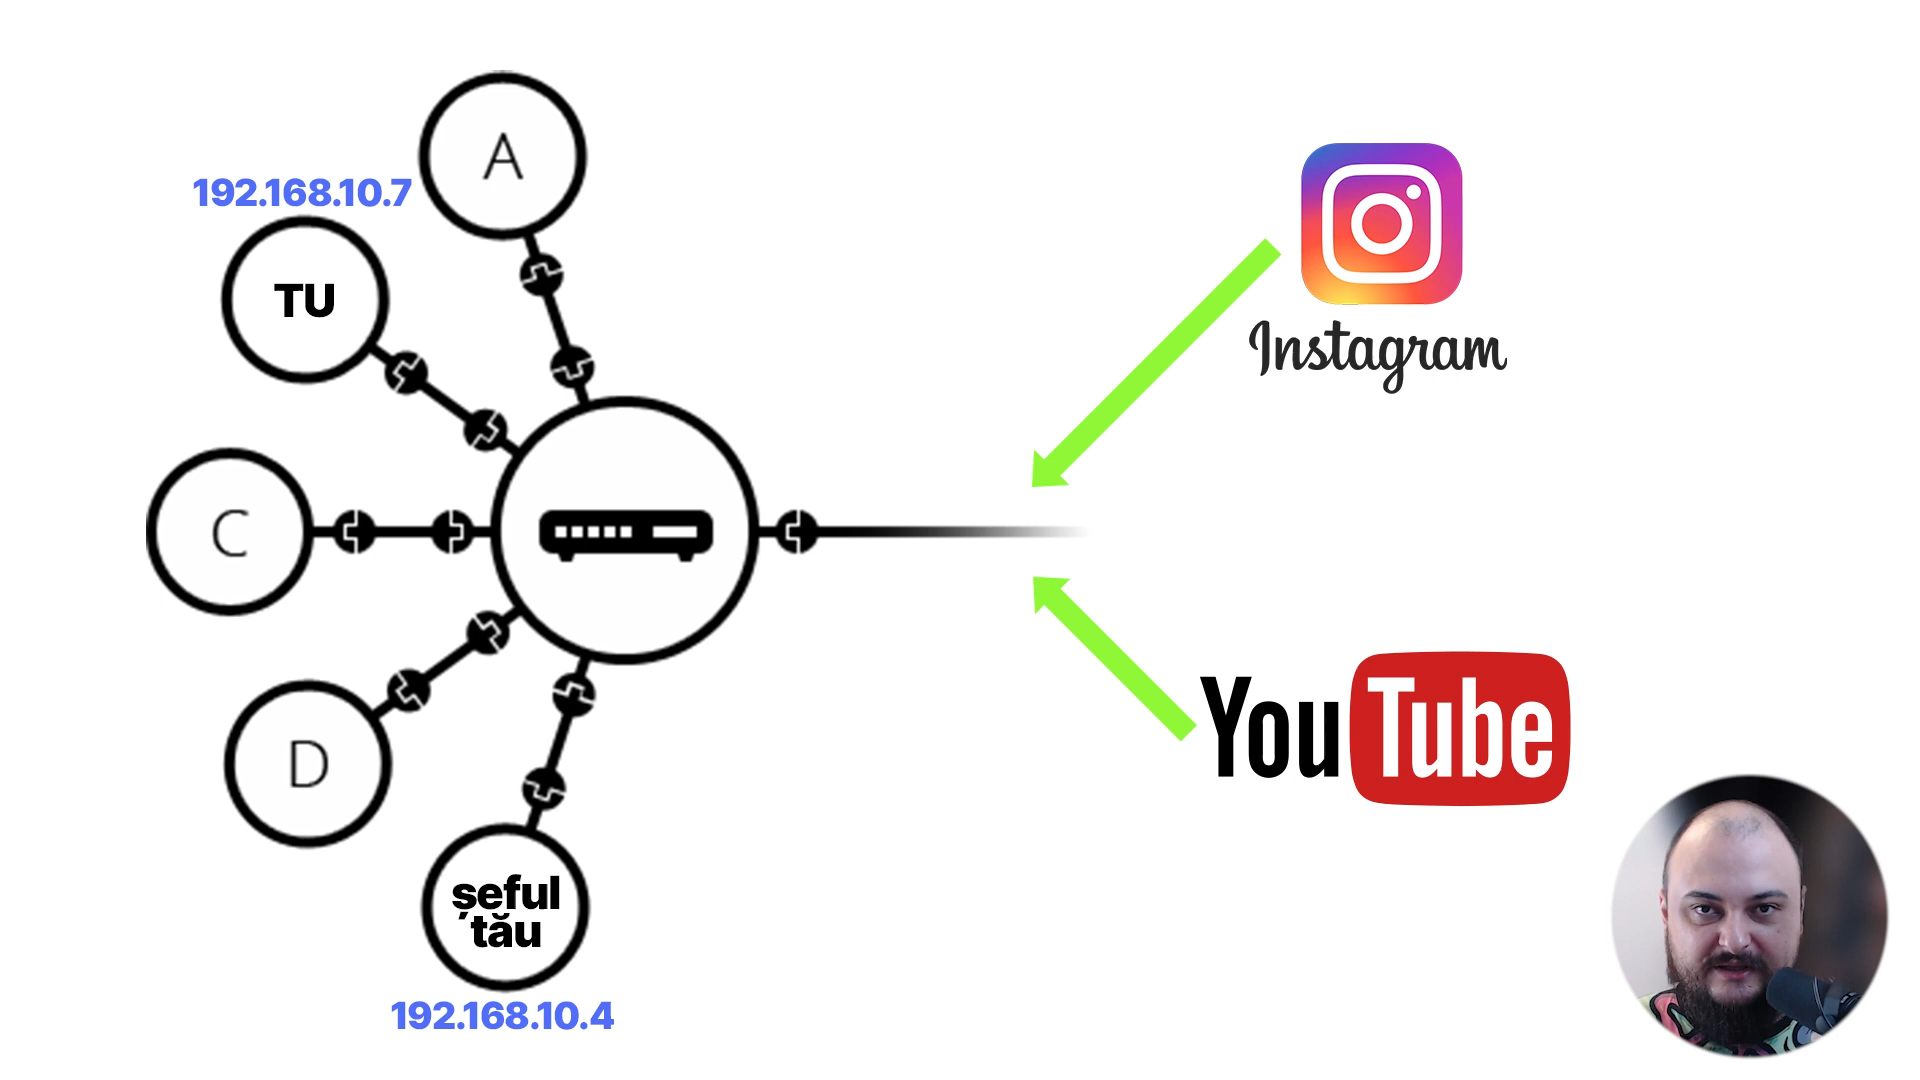 A
192.168.10.7
TU
C
D
șeful
tău
192.168.10.4
Instagram
YouTube